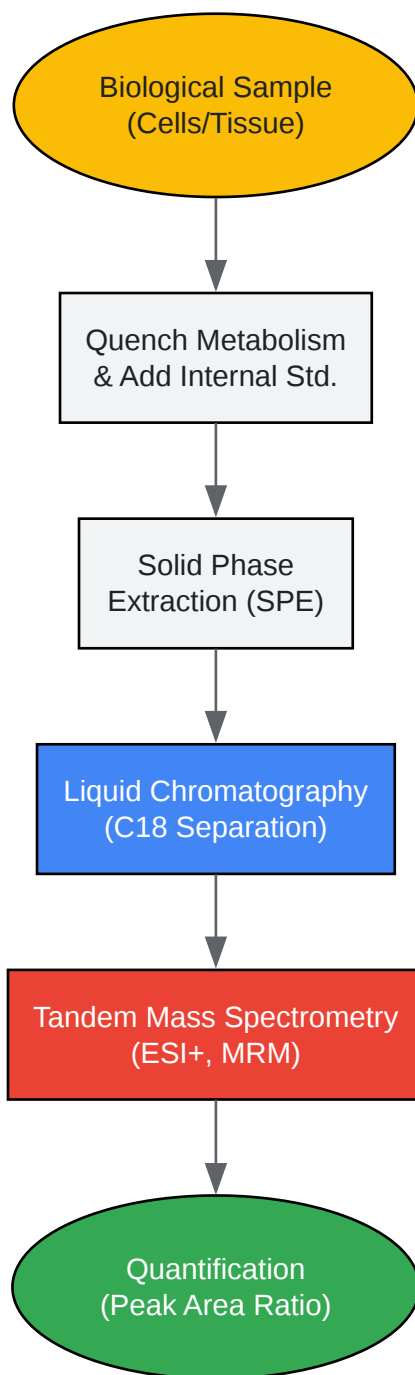 Biological Sample
(Cells/Tissue)
Quench Metabolism
& Add Internal Std.
Solid Phase
Extraction (SPE)
Liquid Chromatography
(C18 Separation)
Tandem Mass Spectrometry
(ESI+, MRM)
Quantification
(Peak Area Ratio)